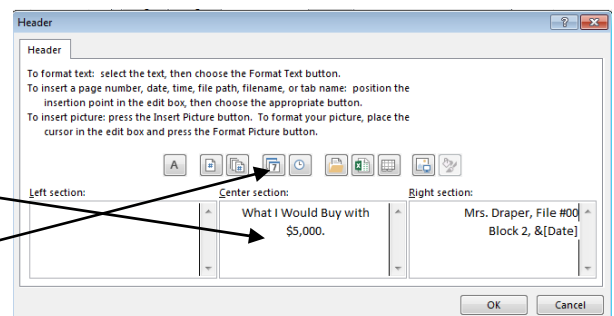 Header
Header
To format text: select the text, then choose the Format Text button.
To insert a page number, date, time, file path, filename, or tab name: position the
insertion point in the edit box, then choose the appropriate button.
To insert picture: press the Insert Picture button. To format your picture, place the
cursor in the edit box and press the Format Picture button.
A # 7
Left section: Center section: Right section:
What I Would Buy with Mrs. Draper, File #00
$5,000. Block 2, &[Date]
OK Cancel